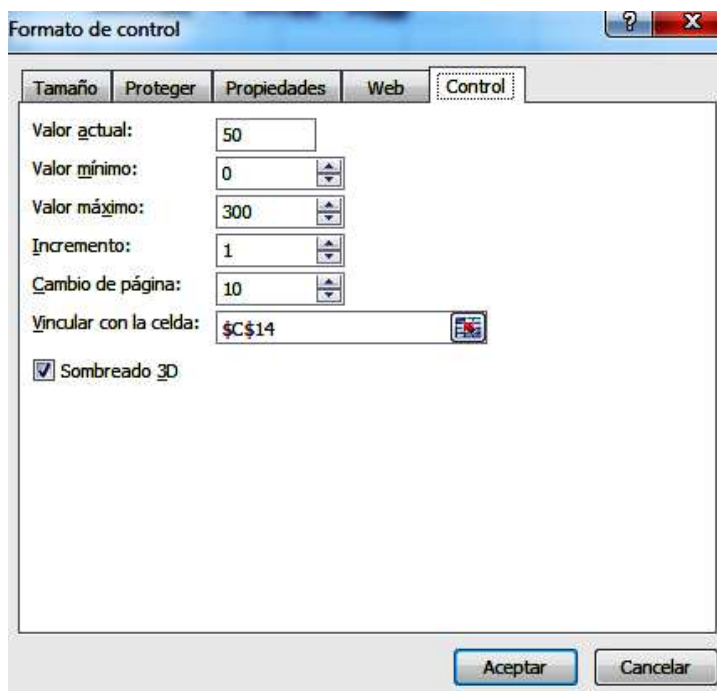 Formato de control
Tamaño Proteger Propiedades Web Control
Valor actual: 50
Valor mínimo: 0
Valor máximo: 300
Incremento: 1
Cambio de página: 10
Vincular con la celda: $C$14
Sombreado 3D
Aceptar Cancelar